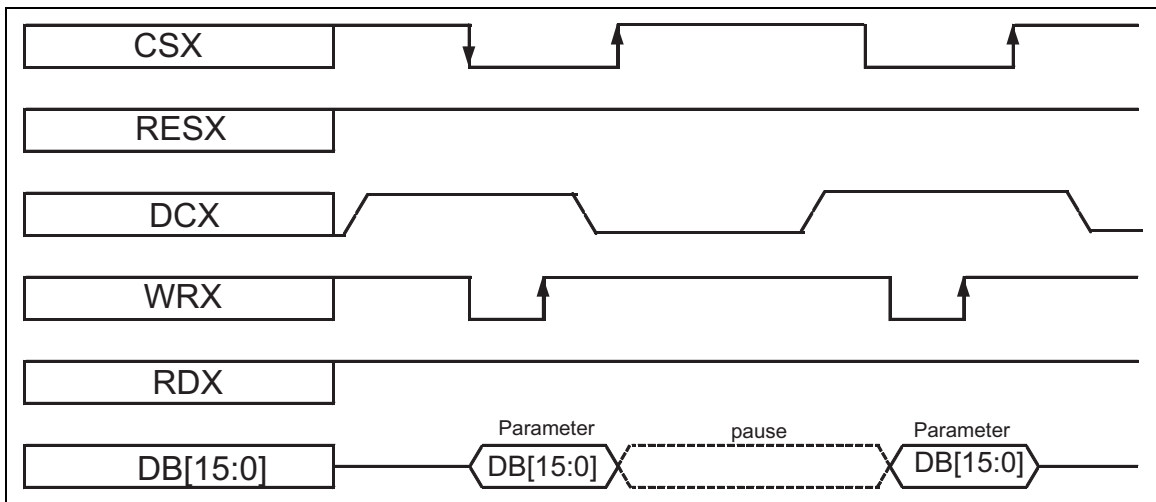 CSX
RESX
DCX
WRX
RDX
Parameter
pause
Parameter
DB[15:0]
DB[15:0]
DB[15:0]